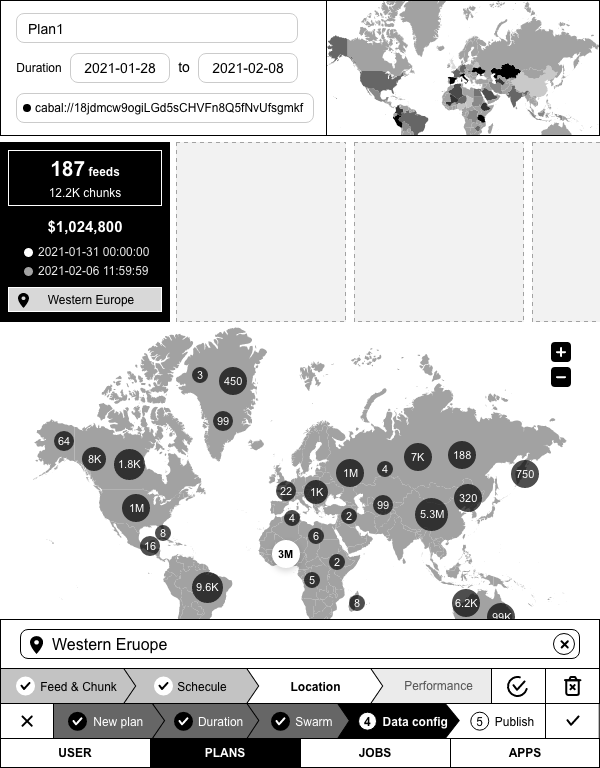 Plan1
Duration 2021-01-28 to 2021-02-08
cabal://18jdmcw9ogiLGd5sCHVFn8Q5fNvUfsgmkf
187 feeds
12.2K chunks
$1,024,800
2021-01-31 00:00:00
2021-02-06 11:59:59
Western Europe
+
−
3
450
99
64
8K
1.8K
1M
7K
188
4
750
22
1K
99
320
1M
4
2
5.3M
8
16
6
3M
2
5
9.6K
8
6.2K
99K
Western Eruope
Feed & Chunk
Schecule
Location
Performance
New plan
Duration
Swarm
4 Data config
5 Publish
USER
PLANS
JOBS
APPS